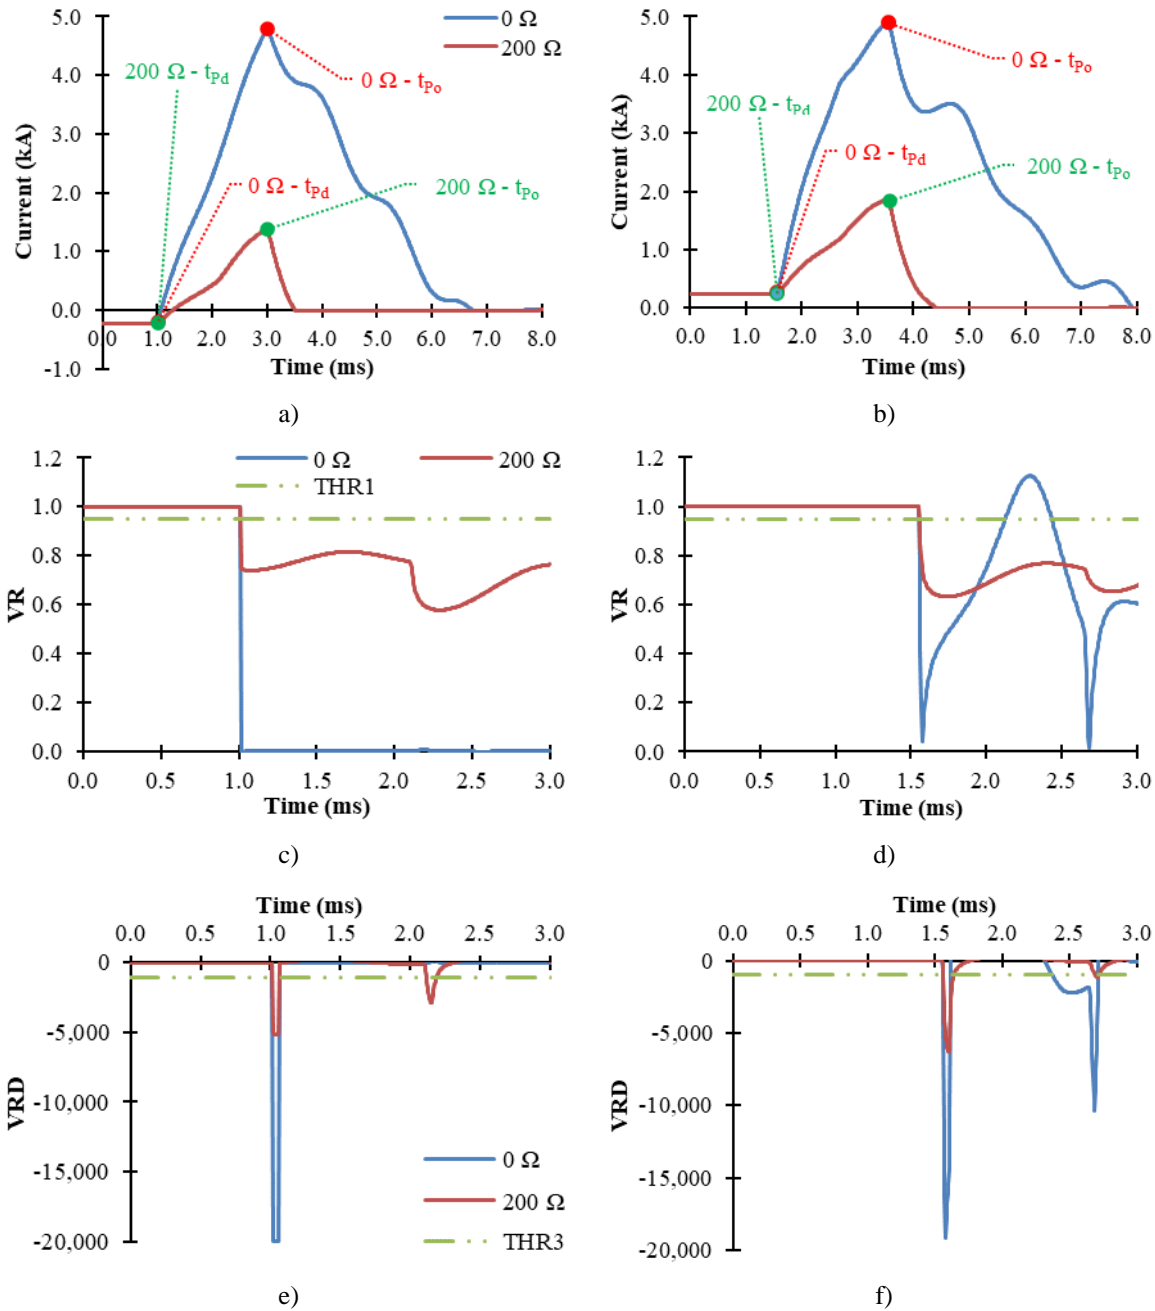 5.0
4.0
3.0
2.0
1.0
0.0
-1.0
Current (kA)
0 Ω
200 Ω
200 Ω - tPd
0 Ω - tPo
0 Ω - tPd
200 Ω - tPo
0.0 1.0 2.0 3.0 4.0 5.0 6.0 7.0 8.0
Time (ms)
a)
5.0
4.0
3.0
2.0
1.0
0.0
Current (kA)
0 Ω - tPo
200 Ω - tPd
0 Ω - tPd
200 Ω - tPo
0.0 1.0 2.0 3.0 4.0 5.0 6.0 7.0 8.0
Time (ms)
b)
1.2
1.0
0.8
0.6
0.4
0.2
0.0
VR
0 Ω
200 Ω
THR1
0.0 0.5 1.0 1.5 2.0 2.5 3.0
Time (ms)
c)
1.2
1.0
0.8
0.6
0.4
0.2
0.0
VR
0.0 0.5 1.0 1.5 2.0 2.5 3.0
Time (ms)
d)
Time (ms)
0.0 0.5 1.0 1.5 2.0 2.5 3.0
0
-5,000
-10,000
-15,000
-20,000
VRD
0 Ω
200 Ω
THR3
e)
Time (ms)
0.0 0.5 1.0 1.5 2.0 2.5 3.0
0
-5,000
-10,000
-15,000
-20,000
VRD
f)